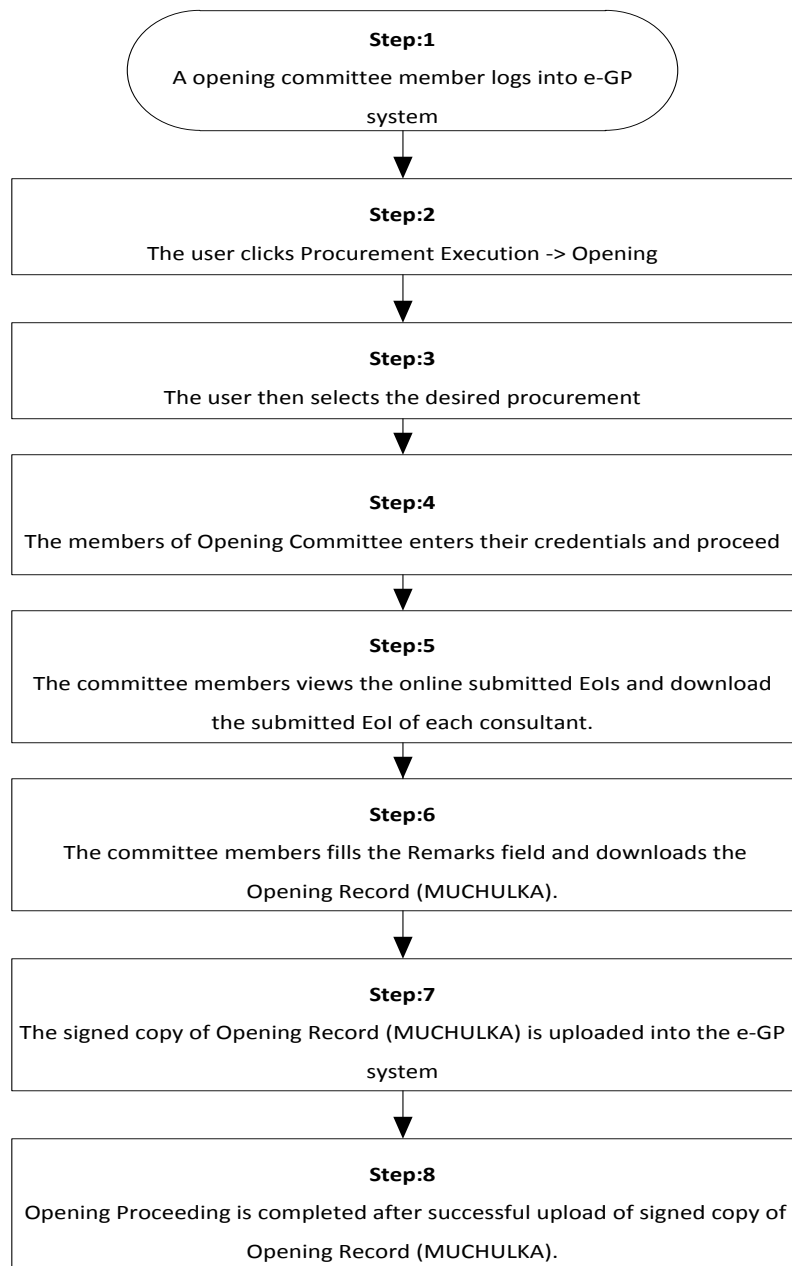 Step:1
A opening committee member logs into e-GP
system
Step:2
The user clicks Procurement Execution -> Opening
Step:3
The user then selects the desired procurement
Step:4
The members of Opening Committee enters their credentials and proceed
Step:5
The committee members views the online submitted EoIs and download
the submitted EoI of each consultant.
Step:6
The committee members fills the Remarks field and downloads the
Opening Record (MUCHULKA).
Step:7
The signed copy of Opening Record (MUCHULKA) is uploaded into the e-GP
system
Step:8
Opening Proceeding is completed after successful upload of signed copy of
Opening Record (MUCHULKA).